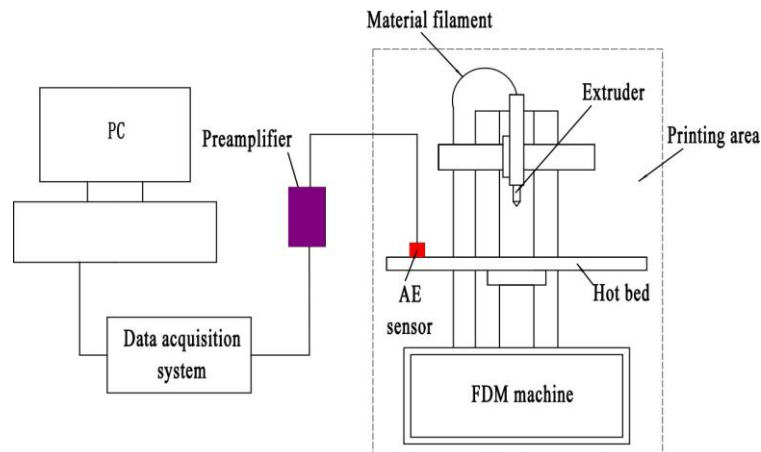 Material filament
Extruder
PC
Preamplifier
Printing area
AE
sensor
Hot bed
Data acquisition
system
FDM machine